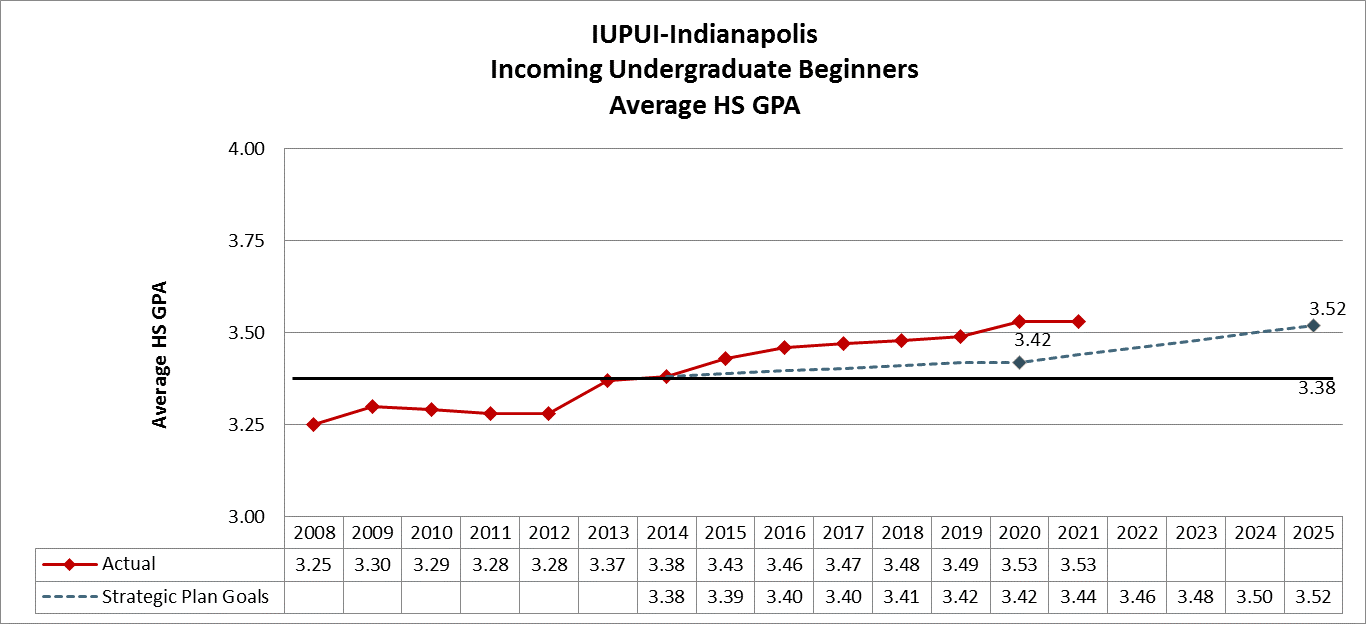 IUPUI-Indianapolis
Incoming Undergraduate Beginners
Average HS GPA
4.00
3.75
3.52
3.50
3.42
3.38
Average HS GPA
3.25
3.00
2008 2009 2010 2011 2012 2013 2014 2015 2016 2017 2018 2019 2020 2021 2022 2023 2024 2025
Actual 3.25 3.30 3.29 3.28 3.28 3.37 3.38 3.43 3.46 3.47 3.48 3.49 3.53 3.53
Strategic Plan Goals 3.38 3.39 3.40 3.40 3.41 3.42 3.42 3.44 3.46 3.48 3.50 3.52